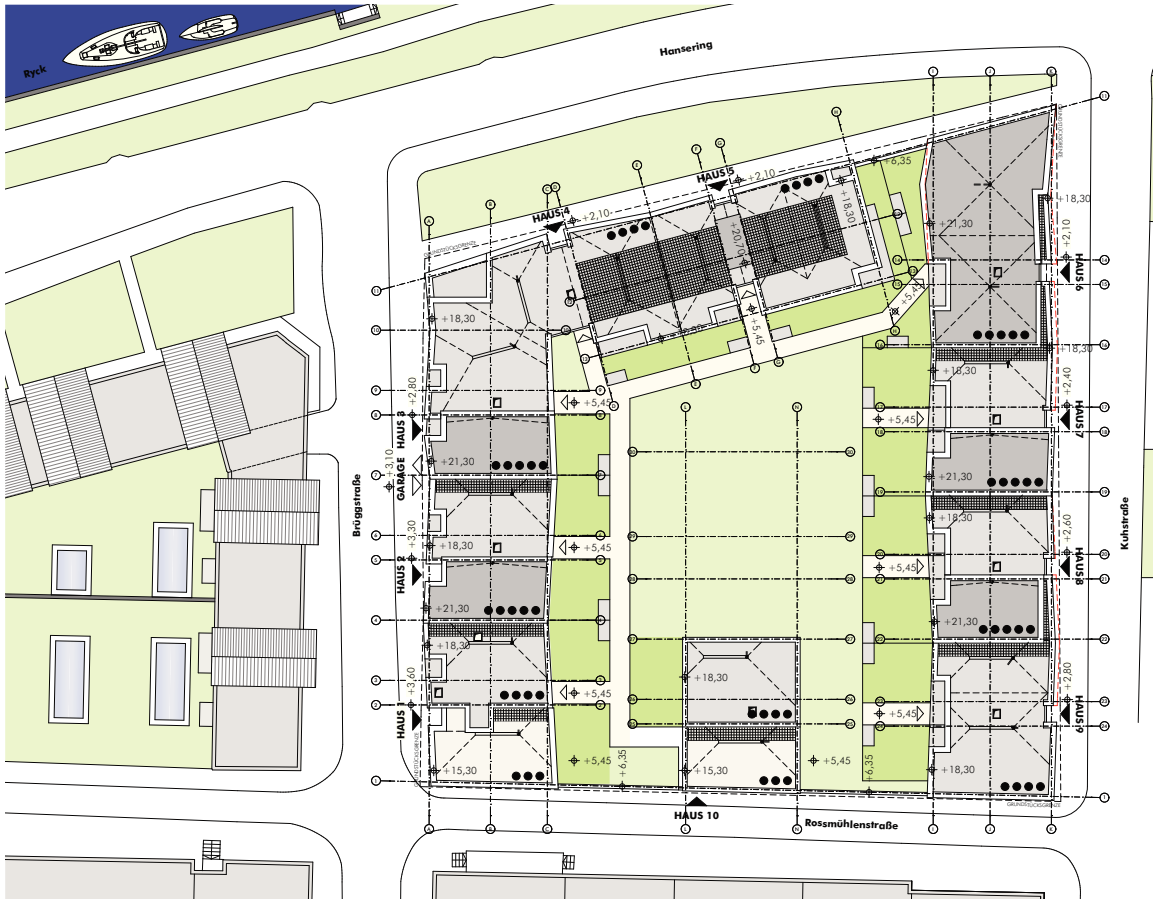 Ryck
Hansering
HAUS 5
+2,10
+6,35
HAUS 4
+2,10
+18,30
+20,70
+21,30
+18,30
+2,10
HAUS 6
GRUNDSTÜCKSGRENZE
GRUNDSTÜCKSGRENZE
+18,30
+5,45
+5,45
+18,30
+18,30
+2,40
HAUS 7
+2,80
HAUS 3
+5,45
+5,45
+21,30
+21,30
GARAGE
+3,10
Brüggstraße
Kuhstraße
+18,30
+18,30
+3,30
HAUS 2
+5,45
+5,45
+2,60
HAUS 8
+21,30
+21,30
+18,30
+18,30
+3,60
HAUS 1
+5,45
+5,45
+2,80
HAUS 9
GRUNDSTÜCKSGRENZE
+15,30
+5,45
+6,35
+15,30
+5,45
+6,35
+18,30
GRUNDSTÜCKSGRENZE
HAUS 10
Rossmühlenstraße